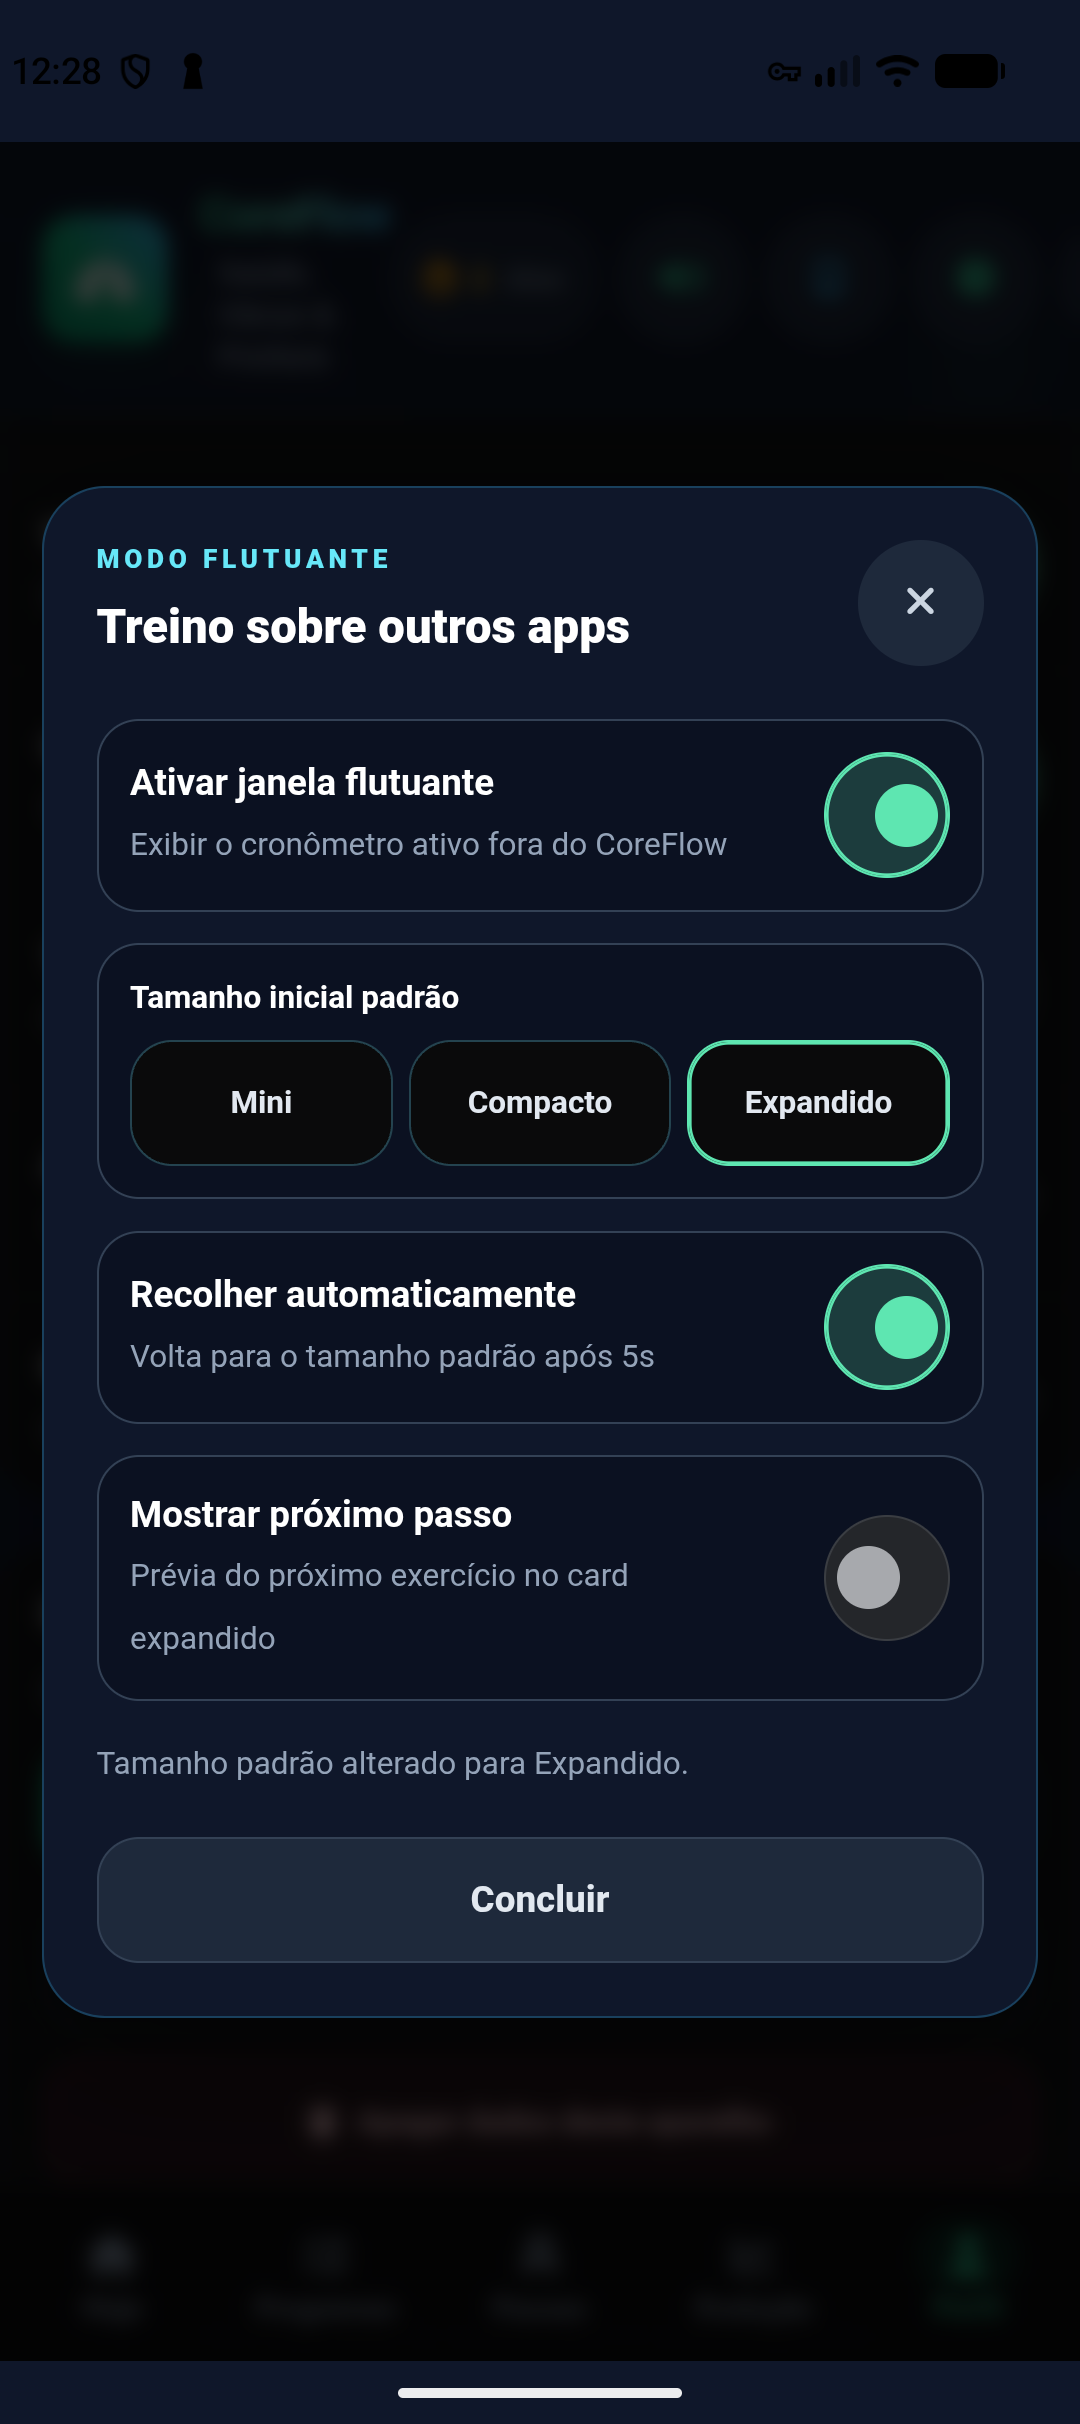 12:28
MODO FLUTUANTE
Treino sobre outros apps
Ativar janela flutuante
Exibir o cronômetro ativo fora do CoreFlow
Tamanho inicial padrão
Mini
Compacto
Expandido
Recolher automaticamente
Volta para o tamanho padrão após 5s
Mostrar próximo passo
Prévia do próximo exercício no card
expandido
Tamanho padrão alterado para Expandido.
Concluir